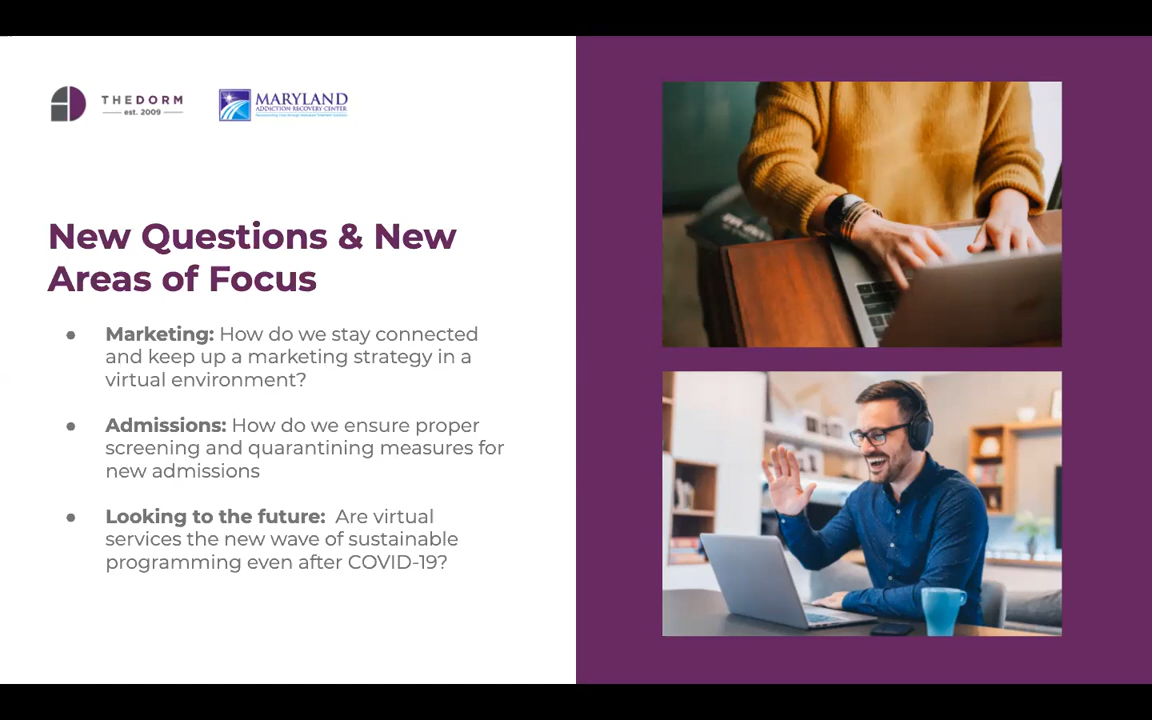 THEDORM
est. 2009
MARYLAND
ADDICTION RECOVERY CENTER
New Questions & New
Areas of Focus
● Marketing: How do we stay connected
and keep up a marketing strategy in a
virtual environment?
● Admissions: How do we ensure proper
screening and quarantining measures for
new admissions
● Looking to the future: Are virtual
services the new wave of sustainable
programming even after COVID-19?